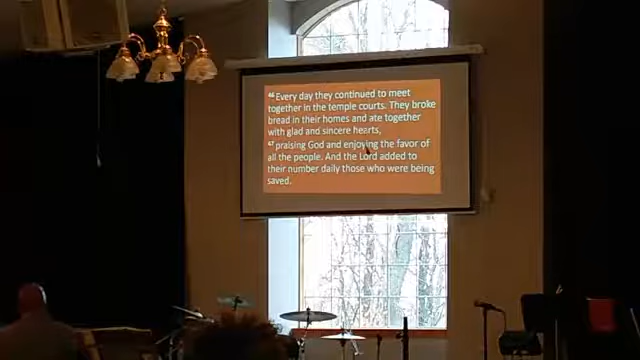 46 Every day they continued to meet
together in the temple courts. They broke
bread in their homes and ate together
with glad and sincere hearts,
47 praising God and enjoying the favor of
all the people. And the Lord added to
their number daily those who were being
saved.